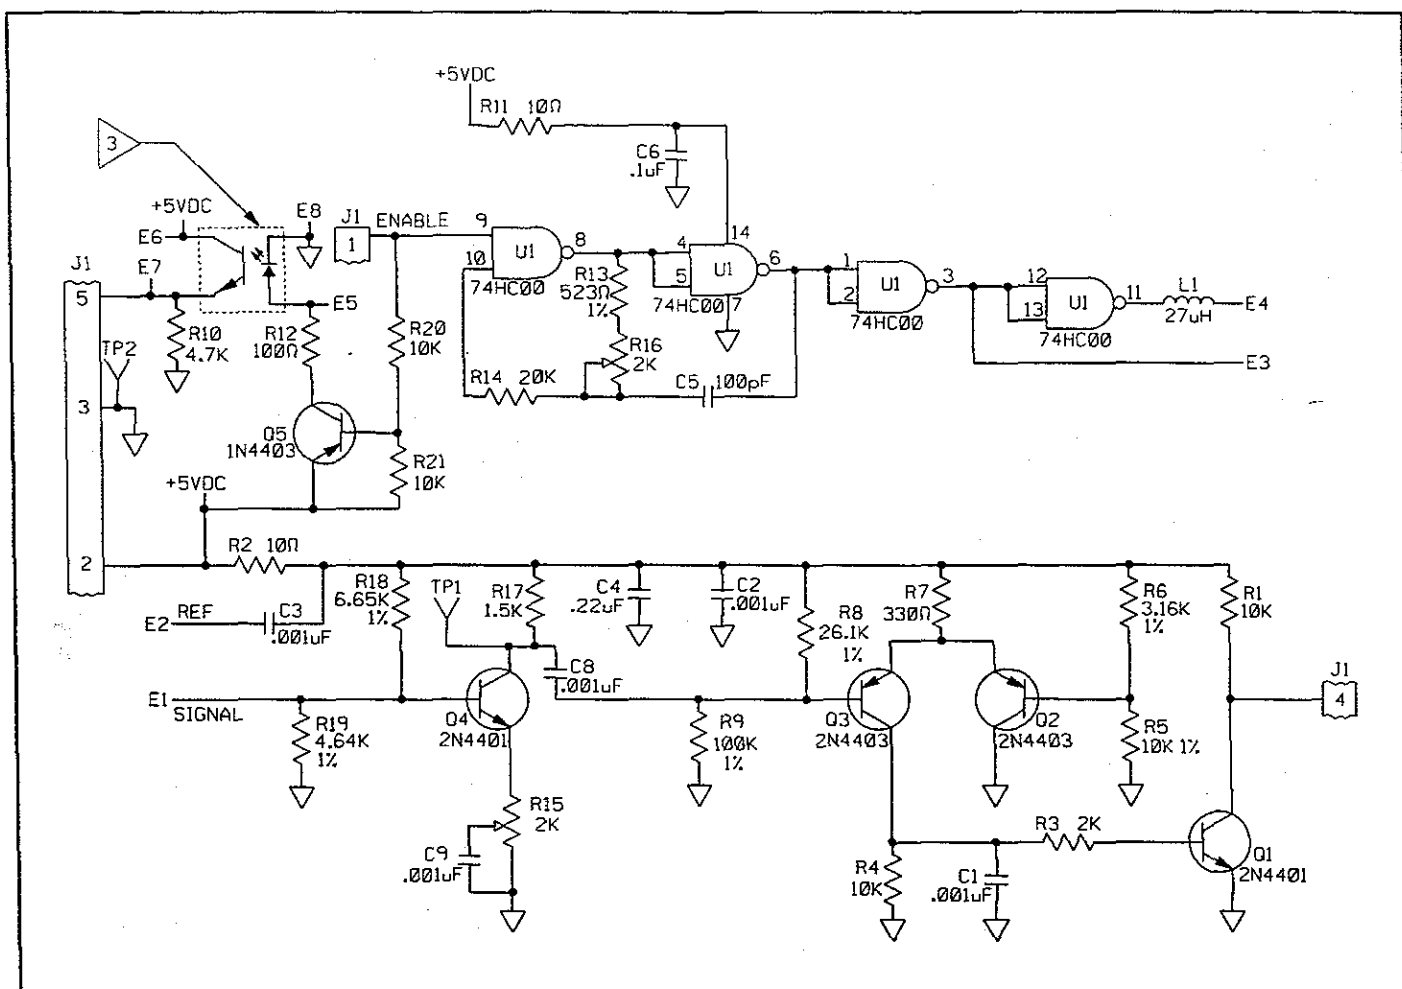 +5VDC
R11 10Ω
C6
.1uF
3
+5VDC
E6
E7
E8
E5
J1
1
ENABLE
9
10
U1
8
74HC00
4
5
U1
14
6
7
74HC00
1
2
U1
3
74HC00
12
13
U1
11
74HC00
L1
27uH
E4
E3
J1
5
3
2
TP2
R10
4.7K
R12
100Ω
R20
10K
R13
523Ω
1%
R16
2K
R14 20K
C5 100pF
Q5
1N4403
R21
10K
+5VDC
R2 10Ω
E2 REF
C3
.001uF
R18
6.65K
1%
TP1
R17
1.5K
C4
.22uF
C2
.001uF
R8
26.1K
1%
R7
330Ω
R6
3.16K
1%
R1
10K
J1
4
C8
.001uF
E1
SIGNAL
R19
4.64K
1%
Q4
2N4401
R9
100K
1%
Q3
2N4403
Q2
2N4403
R5
10K 1%
R15
2K
C9
.001uF
R4
10K
C1
.001uF
R3 2K
Q1
2N4401